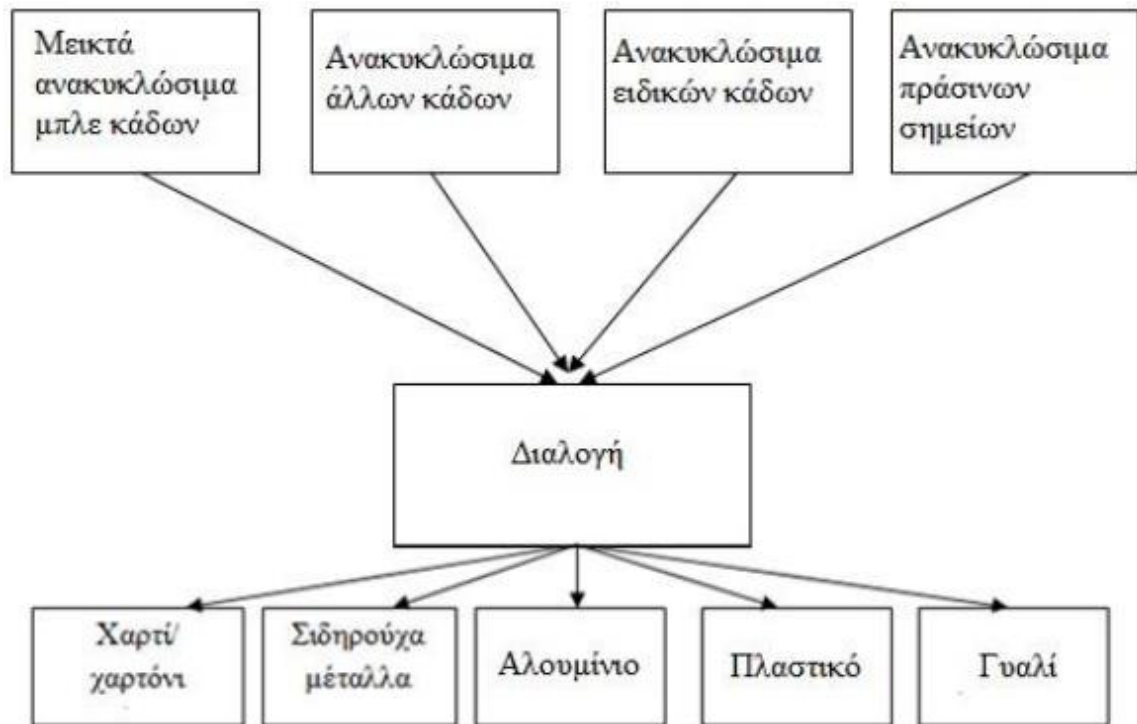 Μεικτά
ανακυκλώσιμα
μπλε κάδων
Ανακυκλώσιμα
άλλων κάδων
Ανακυκλώσιμα
ειδικών κάδων
Ανακυκλώσιμα
πράσινων
σημείων
Διαλογή
Χαρτί/
χαρτόνι
Σιδηρούχα
μέταλλα
Αλουμίνιο
Πλαστικό
Γυαλί